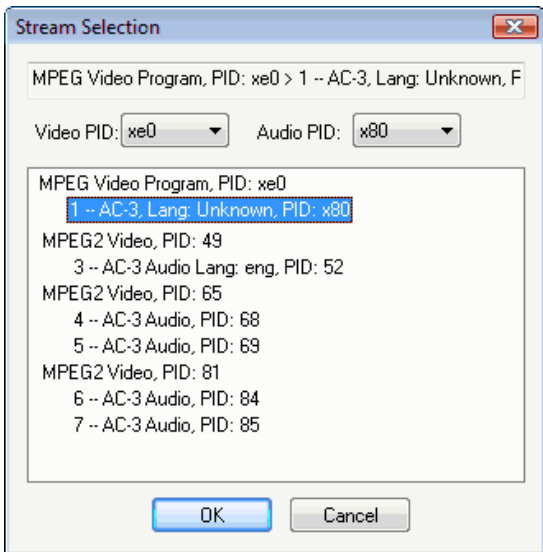 Stream Selection
MPEG Video Program, PID: xe0 > 1 -- AC-3, Lang: Unknown, F
Video PID: xe0 Audio PID: x80
MPEG Video Program, PID: xe0
1 -- AC-3, Lang: Unknown, PID: x80
MPEG2 Video, PID: 49
3 -- AC-3 Audio Lang: eng, PID: 52
MPEG2 Video, PID: 65
4 -- AC-3 Audio, PID: 68
5 -- AC-3 Audio, PID: 69
MPEG2 Video, PID: 81
6 -- AC-3 Audio, PID: 84
7 -- AC-3 Audio, PID: 85
OK Cancel